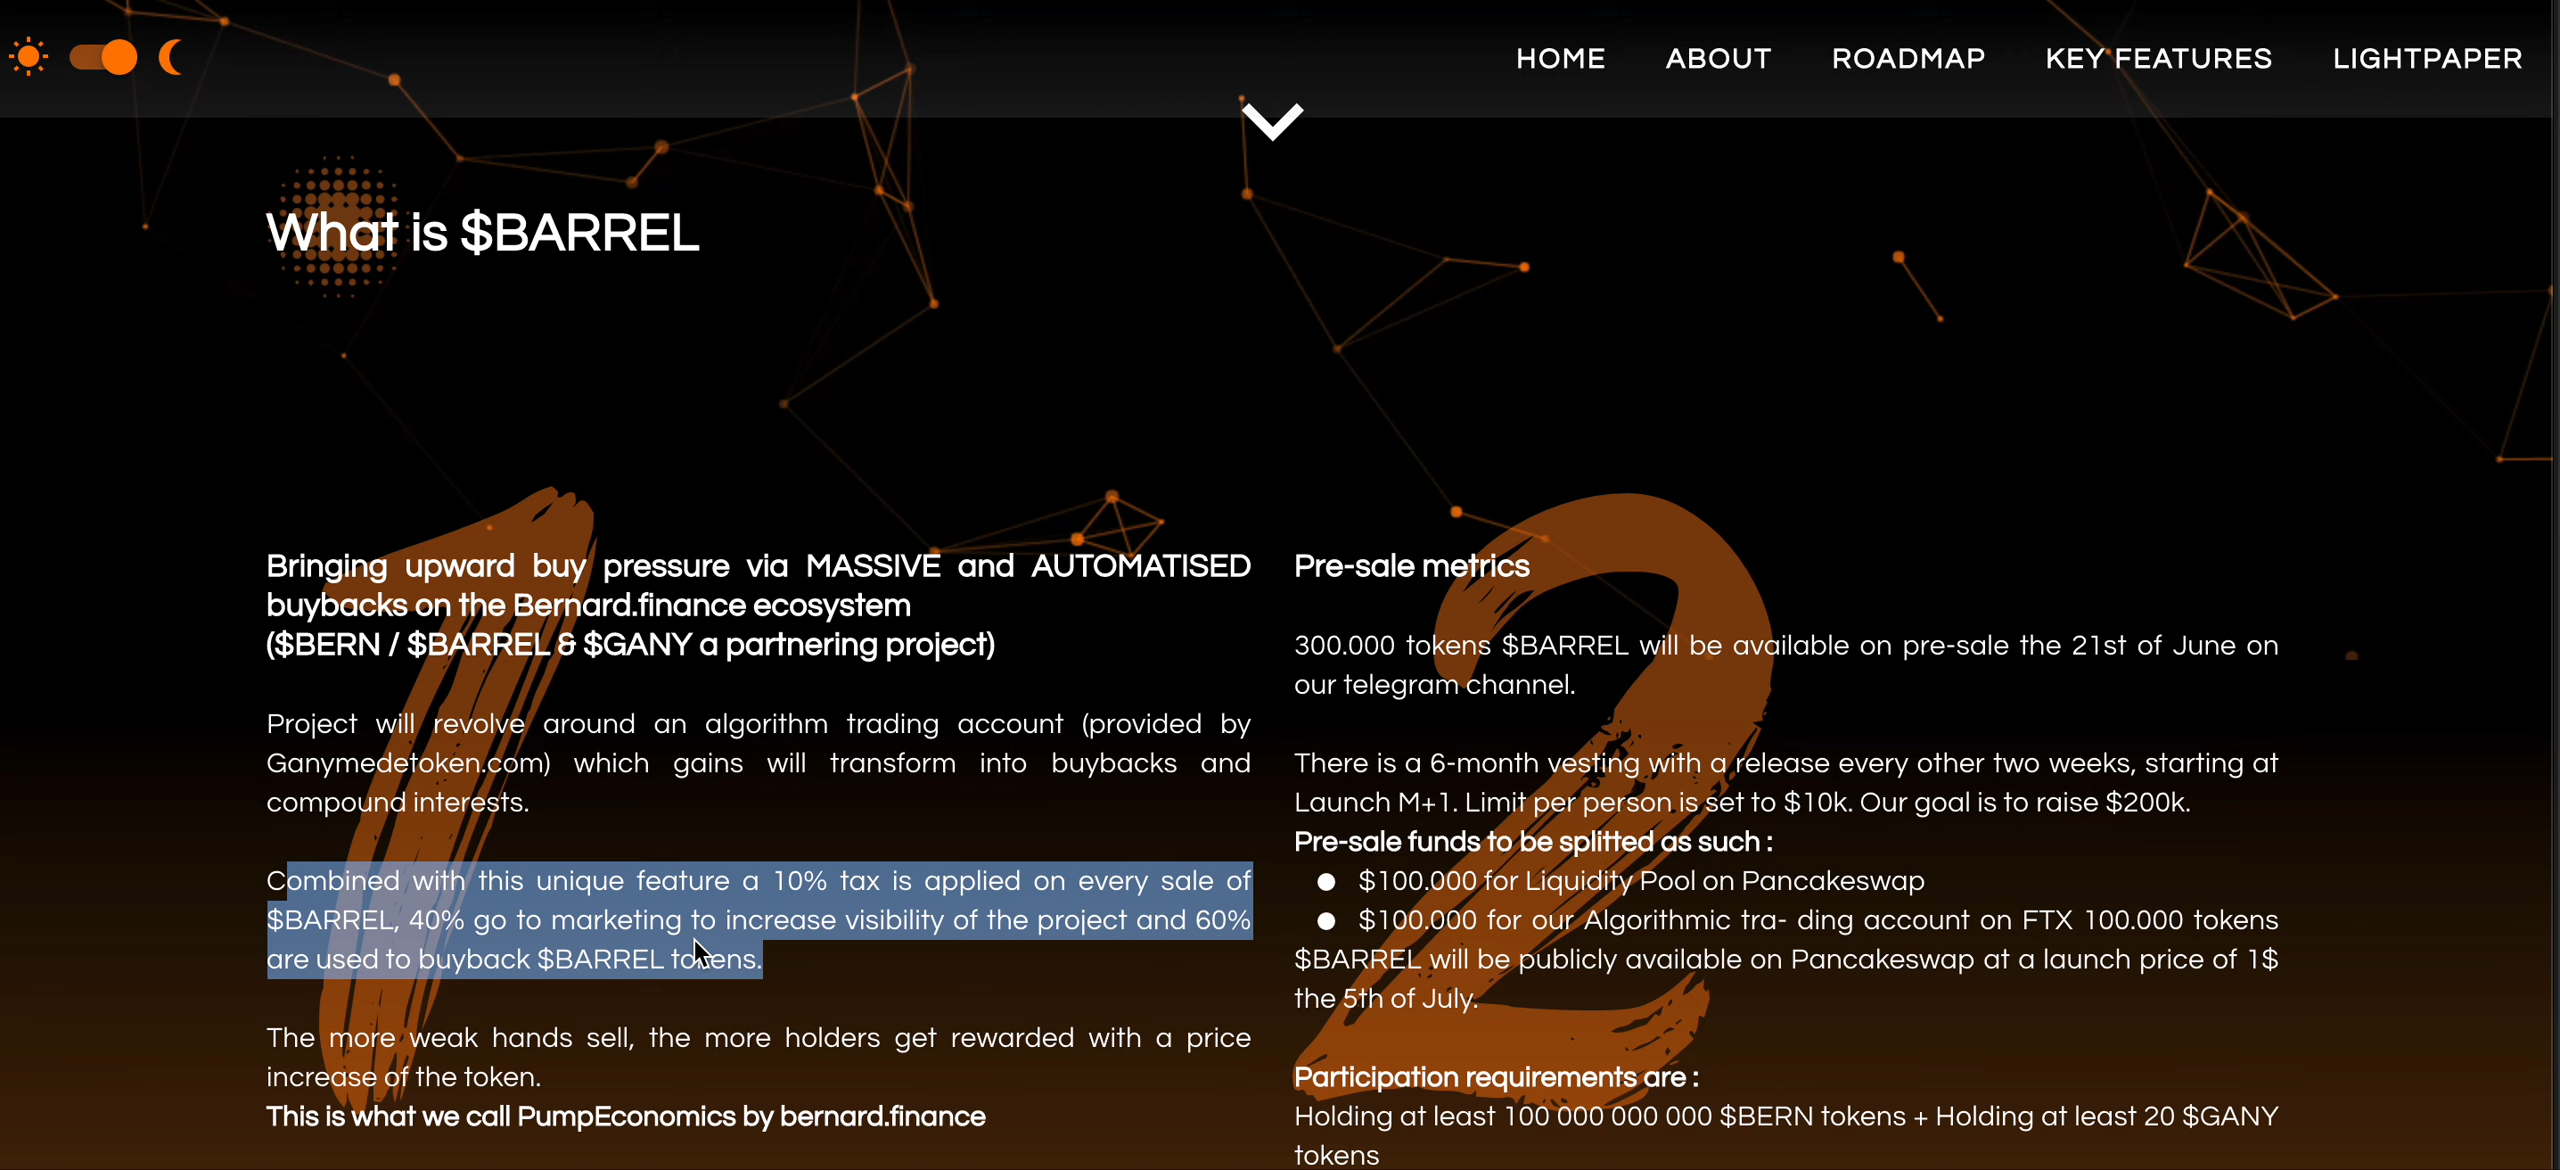 HOME ABOUT ROADMAP KEY FEATURES LIGHTPAPER
What is $BARREL
Bringing upward buy pressure via MASSIVE and AUTOMATISED
buybacks on the Bernard.finance ecosystem
($BERN / $BARREL & $GANY a partnering project)
Project will revolve around an algorithm trading account (provided by
Ganymedetoken.com) which gains will transform into buybacks and
compound interests.
Combined with this unique feature a 10% tax is applied on every sale of
$BARREL, 40% go to marketing to increase visibility of the project and 60%
are used to buyback $BARREL tokens.
The more weak hands sell, the more holders get rewarded with a price
increase of the token.
This is what we call PumpEconomics by bernard.finance
Pre-sale metrics
300.000 tokens $BARREL will be available on pre-sale the 21st of June on
our telegram channel.
There is a 6-month vesting with a release every other two weeks, starting at
Launch M+1. Limit per person is set to $10k. Our goal is to raise $200k.
Pre-sale funds to be splitted as such :
● $100.000 for Liquidity Pool on Pancakeswap
● $100.000 for our Algorithmic tra- ding account on FTX 100.000 tokens
$BARREL will be publicly available on Pancakeswap at a launch price of 1$
the 5th of July.
Participation requirements are :
Holding at least 100 000 000 000 $BERN tokens + Holding at least 20 $GANY
tokens